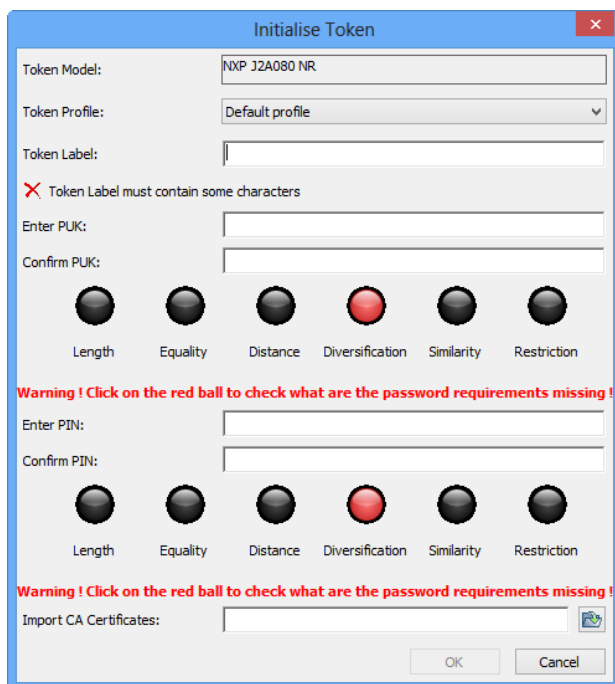 Initialise Token
Token Model: NXP J2A080 NR
Token Profile: Default profile
Token Label:
Token Label must contain some characters
Enter PUK:
Confirm PUK:
Length Equality Distance Diversification Similarity Restriction
Warning ! Click on the red ball to check what are the password requirements missing !
Enter PIN:
Confirm PIN:
Length Equality Distance Diversification Similarity Restriction
Warning ! Click on the red ball to check what are the password requirements missing !
Import CA Certificates:
OK Cancel